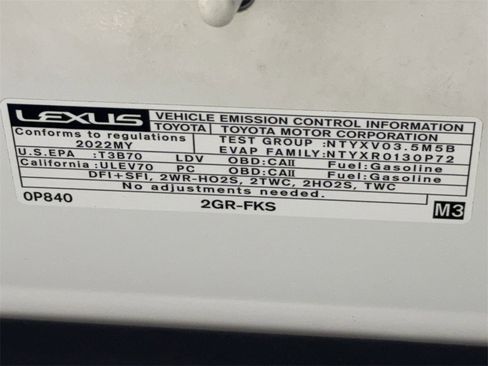 LEXUS VEHICLE EMISSION CONTROL INFORMATION
Conforms to regulations TOYOTA TOYOTA MOTOR CORPORATION
2022MY TEST GROUP :NTYXV03.5M5B
EVAP FAMILY:NTYXR0130P72
U.S.EPA :T3B70 LDV OBD:CAII Fuel:Gasoline
California:ULEV70 PC OBD:CAII Fuel:Gasoline
DFI+SFI, 2WR-HO2S, 2TWC, 2HO2S, TWC
No adjustments needed.
0P840 2GR-FKS M3